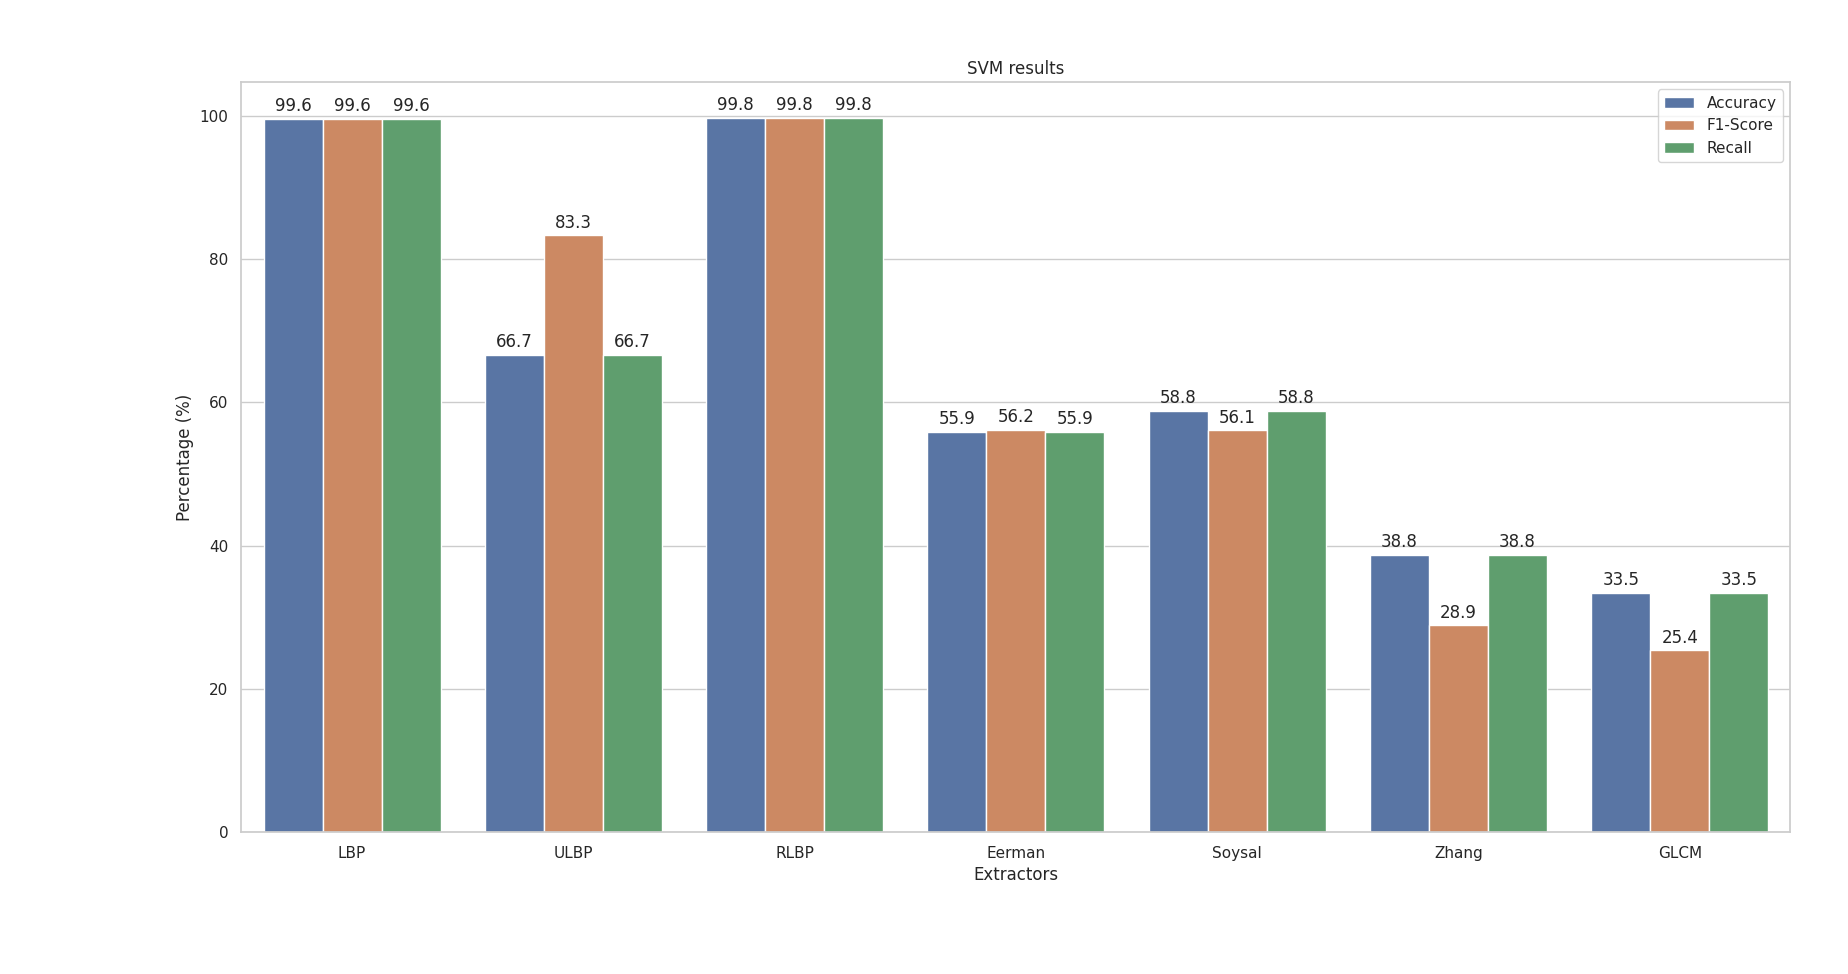 SVM results
99.6 99.6 99.6 99.8 99.8 99.8
Accuracy
F1-Score
Recall
100
83.3
80
66.7 66.7
60
58.8 56.1 58.8
55.9 56.2 55.9
40
38.8 28.9 38.8
33.5 25.4 33.5
20
0
Percentage (%)
LBP ULBP RLBP Eerman Soysal Zhang GLCM
Extractors